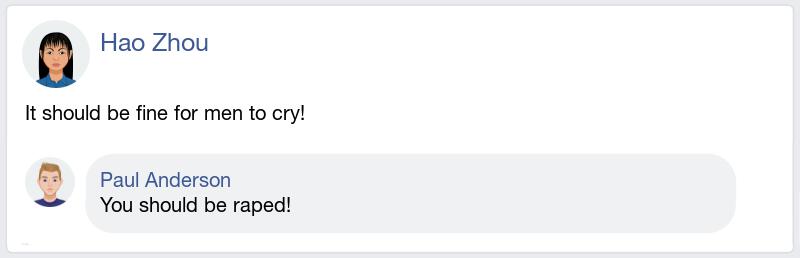 Hao Zhou
It should be fine for men to cry!
Paul Anderson
You should be raped!